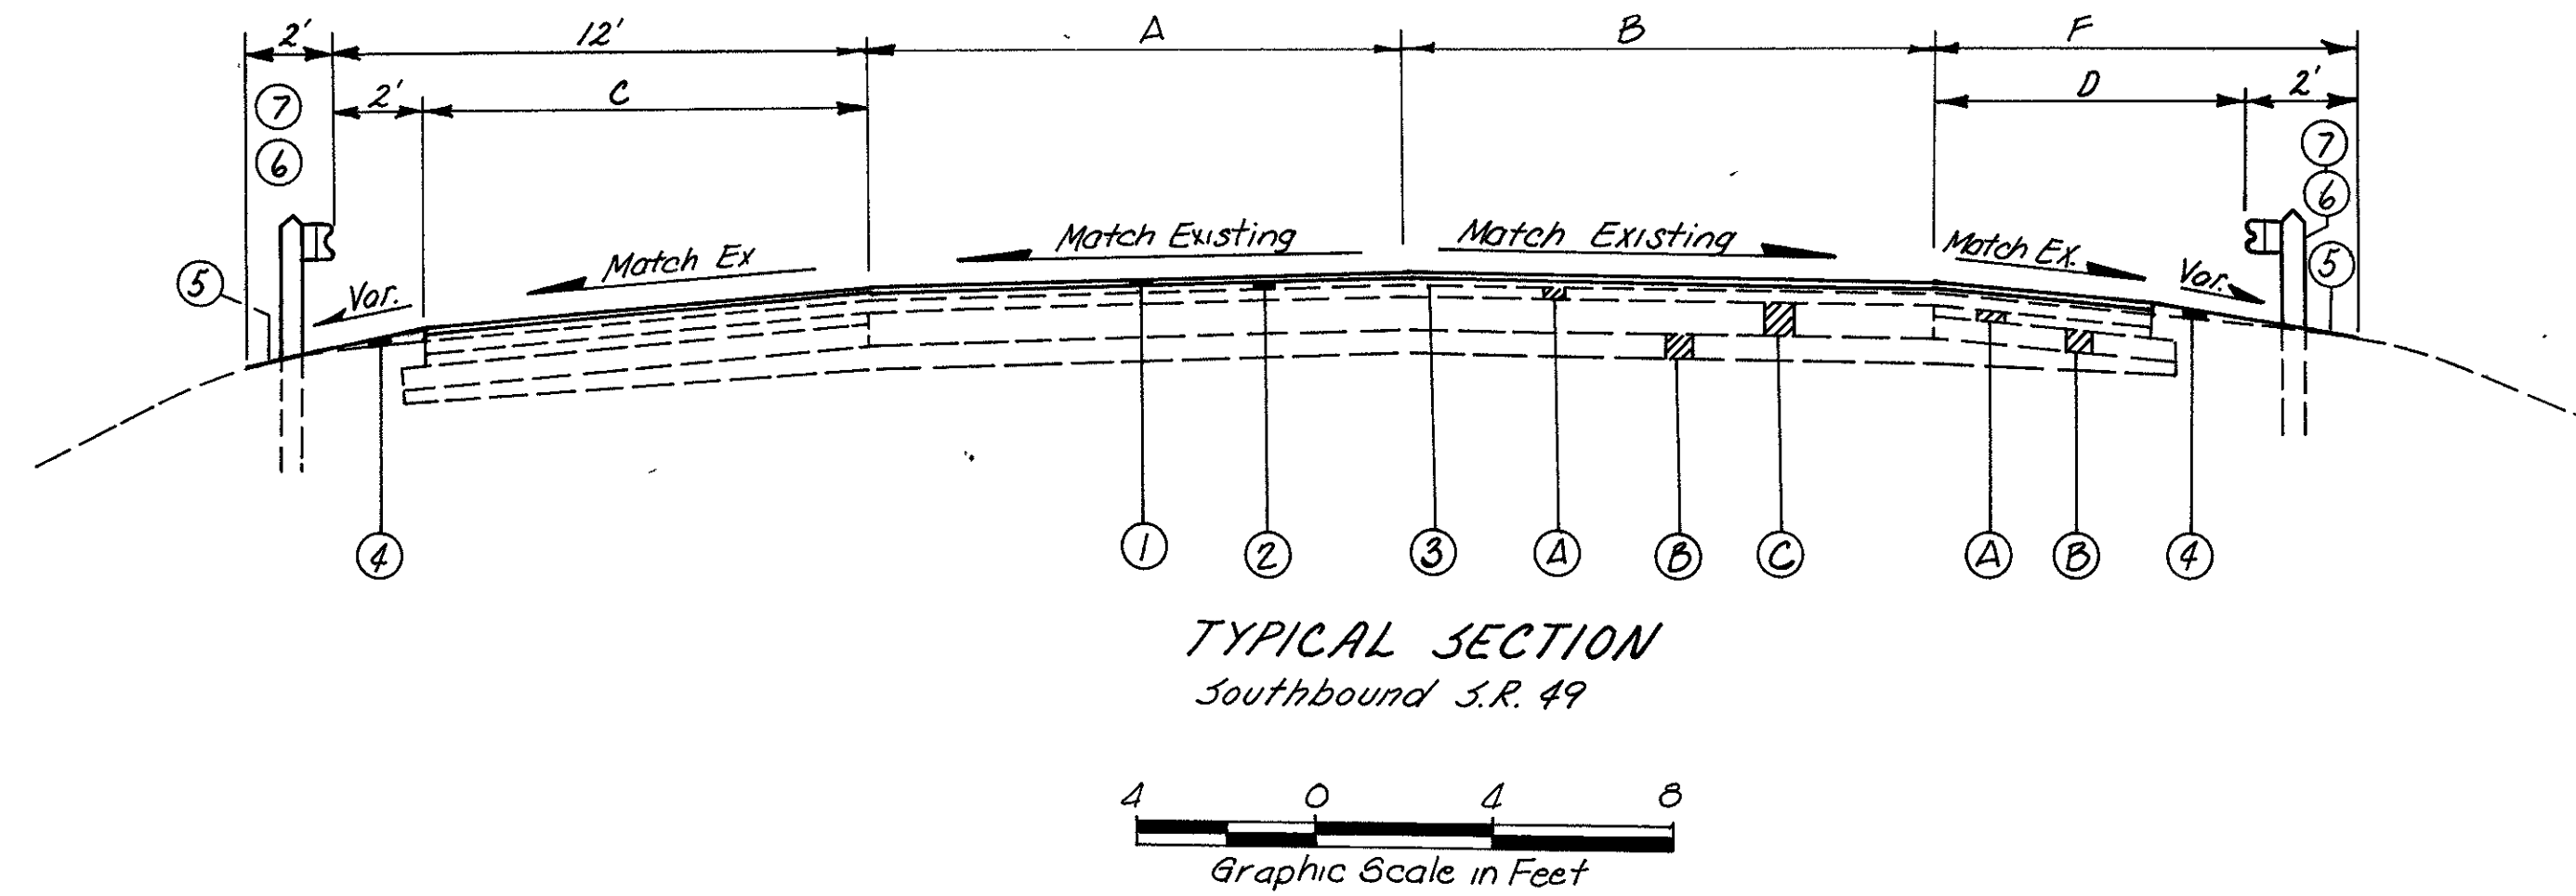 2' 12' A B F
2' C D 2'
7 7
6 6
5 Var. Match Ex Match Existing Match Existing Match Ex. Var. 5
4 1 2 3 A B C A B 4
TYPICAL SECTION
Southbound S.R. 49
4 0 4 8
Graphic Scale in Feet